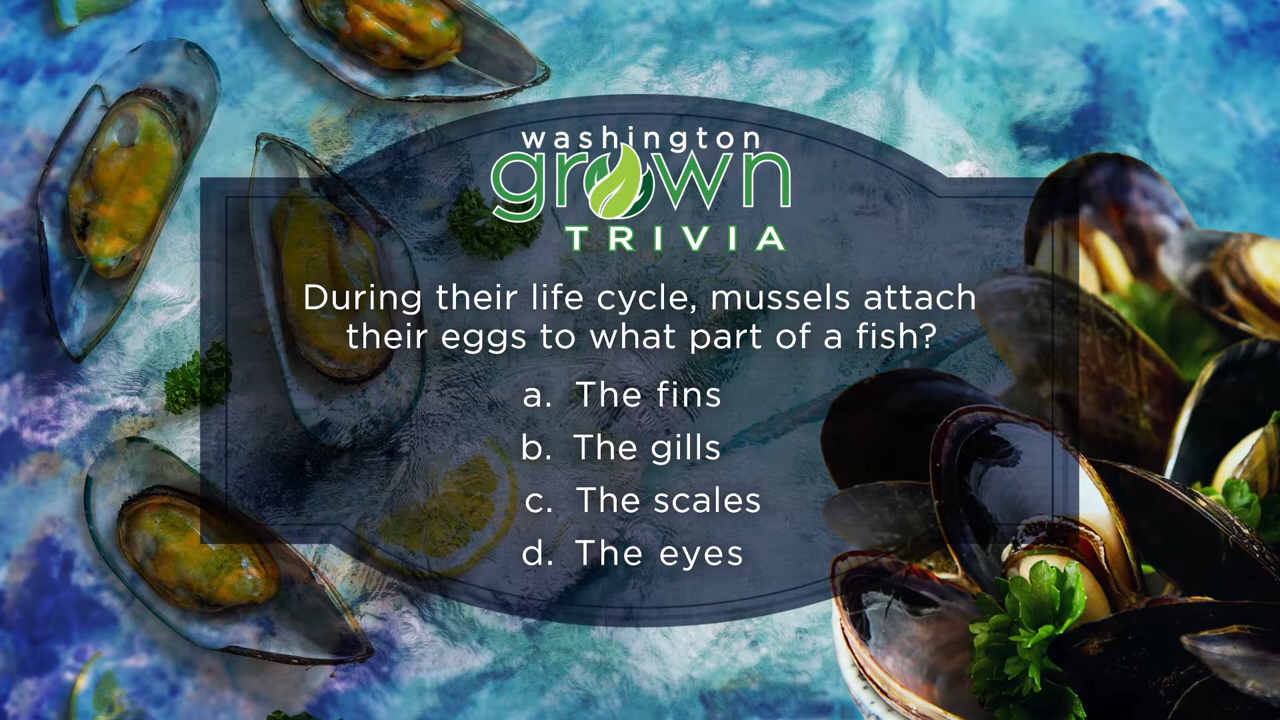 washington
grown
TRIVIA
During their life cycle, mussels attach
their eggs to what part of a fish?
a. The fins
b. The gills
c. The scales
d. The eyes